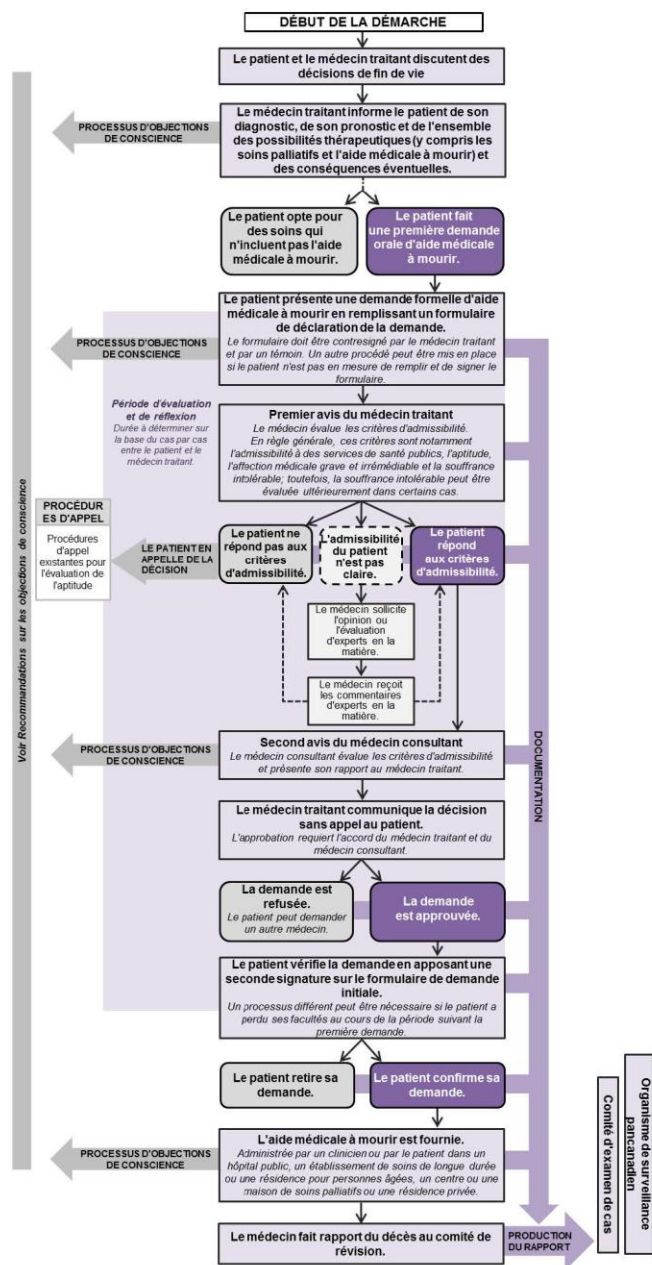 DÉBUT DE LA DÉMARCHE
Le patient et le médecin traitant discutent des
décisions de fin de vie
PROCESSUS D'OBJECTIONS
DE CONSCIENCE
Le médecin traitant informe le patient de son
diagnostic, de son pronostic et de l'ensemble
des possibilités thérapeutiques (y compris les
soins palliatifs et l'aide médicale à mourir) et
des conséquences éventuelles.
Le patient opte pour
des soins qui
n'incluent pas l'aide
médicale à mourir.
Le patient fait
une première demande
orale d'aide médicale
à mourir.
Le patient présente une demande formelle d'aide
médicale à mourir en remplissant un formulaire
de déclaration de la demande.
Le formulaire doit être contresigné par le médecin traitant
et par un témoin. Un autre procédé peut être mis en place
si le patient n'est pas en mesure de remplir et de signer le
formulaire.
PROCESSUS D'OBJECTIONS
DE CONSCIENCE
Période d'évaluation
et de réflexion
Durée à déterminer sur
la base du cas par cas
entre le patient et le
médecin traitant.
Premier avis du médecin traitant
Le médecin évalue les critères d'admissibilité.
En règle générale, ces critères sont notamment
l'admissibilité à des services de santé publics, l'aptitude,
l'affection médicale grave et irrémédiable et la souffrance
intolérable; toutefois, la souffrance intolérable peut être
évaluée ultérieurement dans certains cas.
PROCÉDUR
ES D'APPEL
Procédures
d'appel
existantes pour
l'évaluation de
l'aptitude
LE PATIENT EN
APPELLE DE LA
DÉCISION
Le patient ne
répond pas aux
critères
d'admissibilité.
L'admissibilité
du patient
n'est pas
claire.
Le patient
répond
aux critères
d'admissibilité.
Le médecin sollicite
l'opinion ou
l'évaluation
d'experts en la
matière.
Le médecin reçoit
les commentaires
d'experts en la
matière.
Voir Recommandations sur les objections de conscience
DOCUMENTATION
PROCESSUS D'OBJECTIONS
DE CONSCIENCE
Second avis du médecin consultant
Le médecin consultant évalue les critères d'admissibilité
et présente son rapport au médecin traitant.
Le médecin traitant communique la décision
sans appel au patient.
L'approbation requiert l'accord du médecin traitant et du
médecin consultant.
La demande est
refusée.
Le patient peut demander
un autre médecin.
La demande
est approuvée.
Le patient vérifie la demande en apposant une
seconde signature sur le formulaire de demande
initiale.
Un processus différent peut être nécessaire si le patient a
perdu ses facultés au cours de la période suivant la
première demande.
Le patient retire sa
demande.
Le patient confirme sa
demande.
PROCESSUS D'OBJECTIONS
DE CONSCIENCE
L'aide médicale à mourir est fournie.
Administrée par un clinicien ou par le patient dans un
hôpital public, un établissement de soins de longue durée
ou une résidence pour personnes âgées, un centre ou une
maison de soins palliatifs ou une résidence privée.
Le médecin fait rapport du décès au comité de
révision.
PRODUCTION
DU RAPPORT
Comité d'examen de cas
Organisme de surveillance
pancanadien